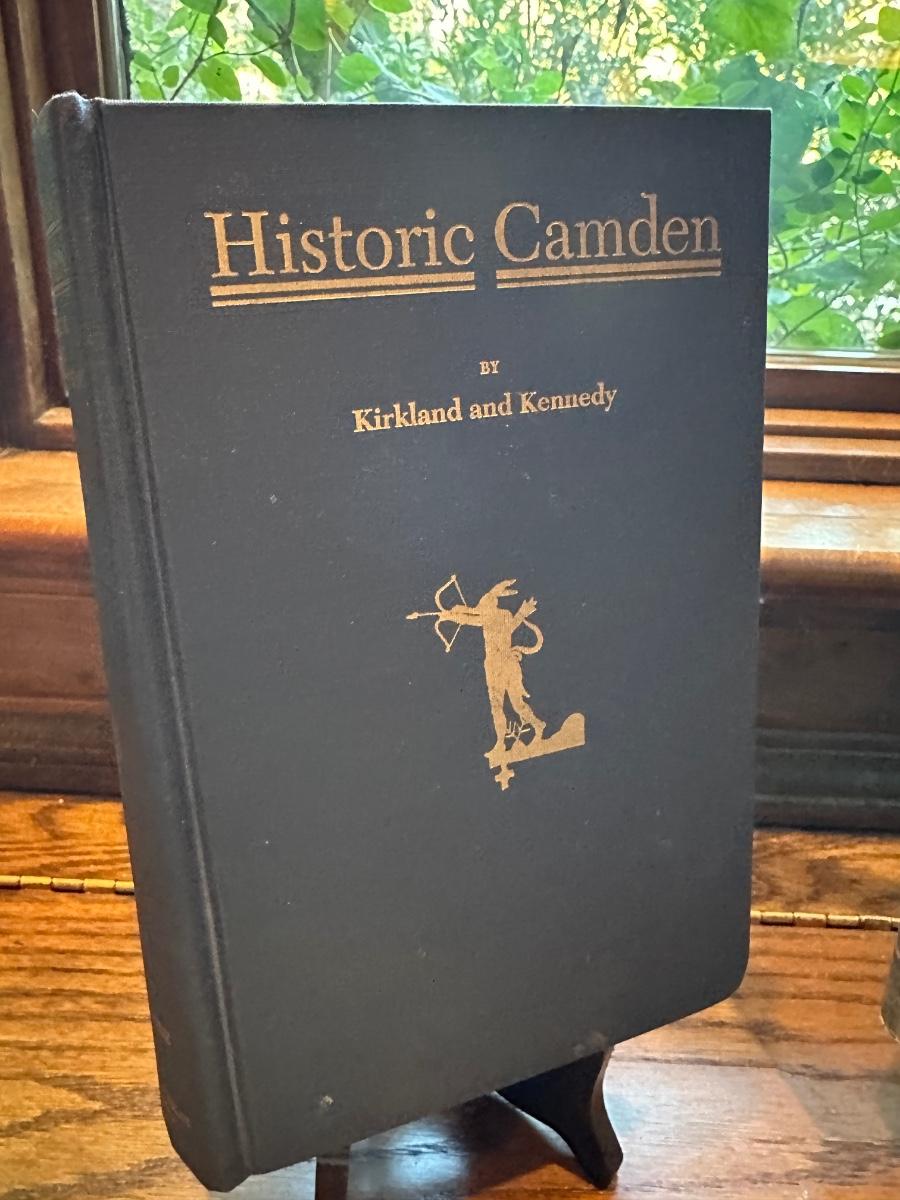 Historic Camden
BY
Kirkland and Kennedy